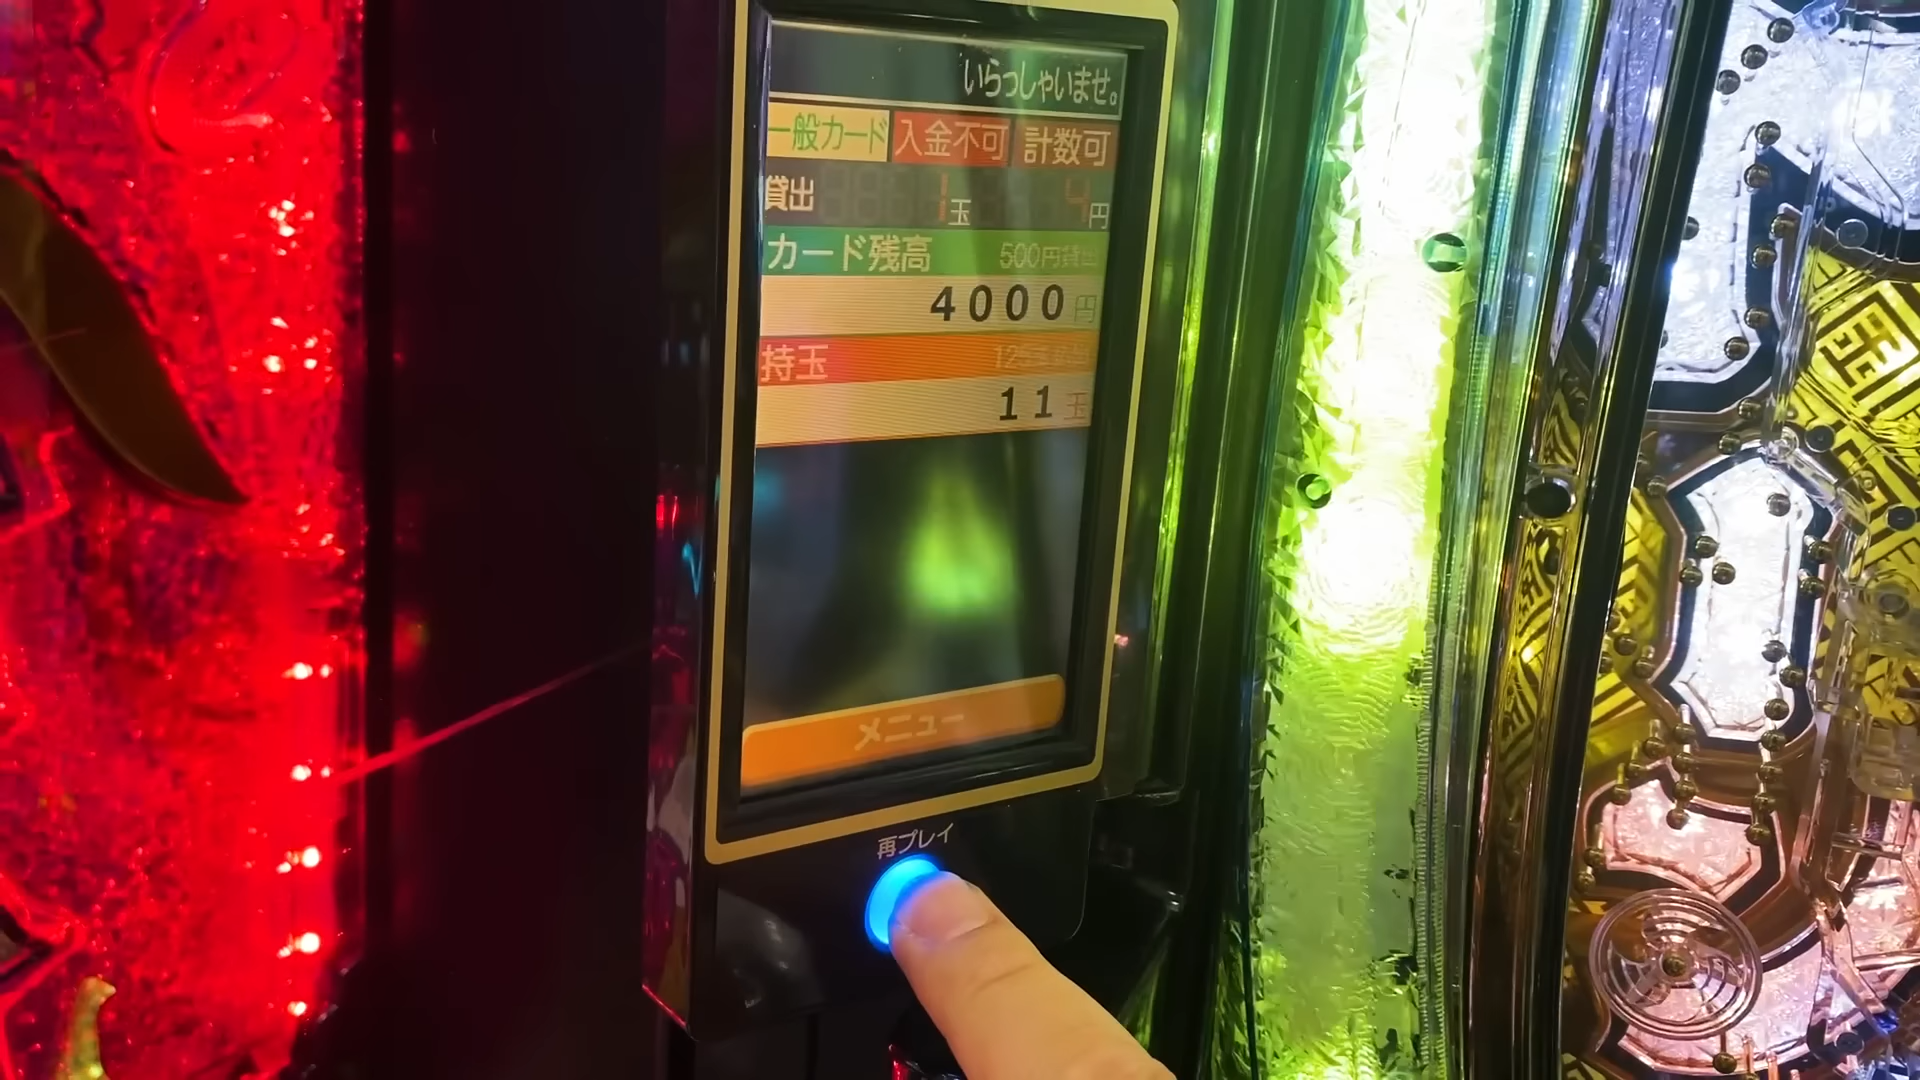 いらっしゃいませ。
一般カード 入金不可 計数可
貸出 1玉 4円
カード残高 500円貸出
4000円
持玉
11玉
メニュー
再プレイ